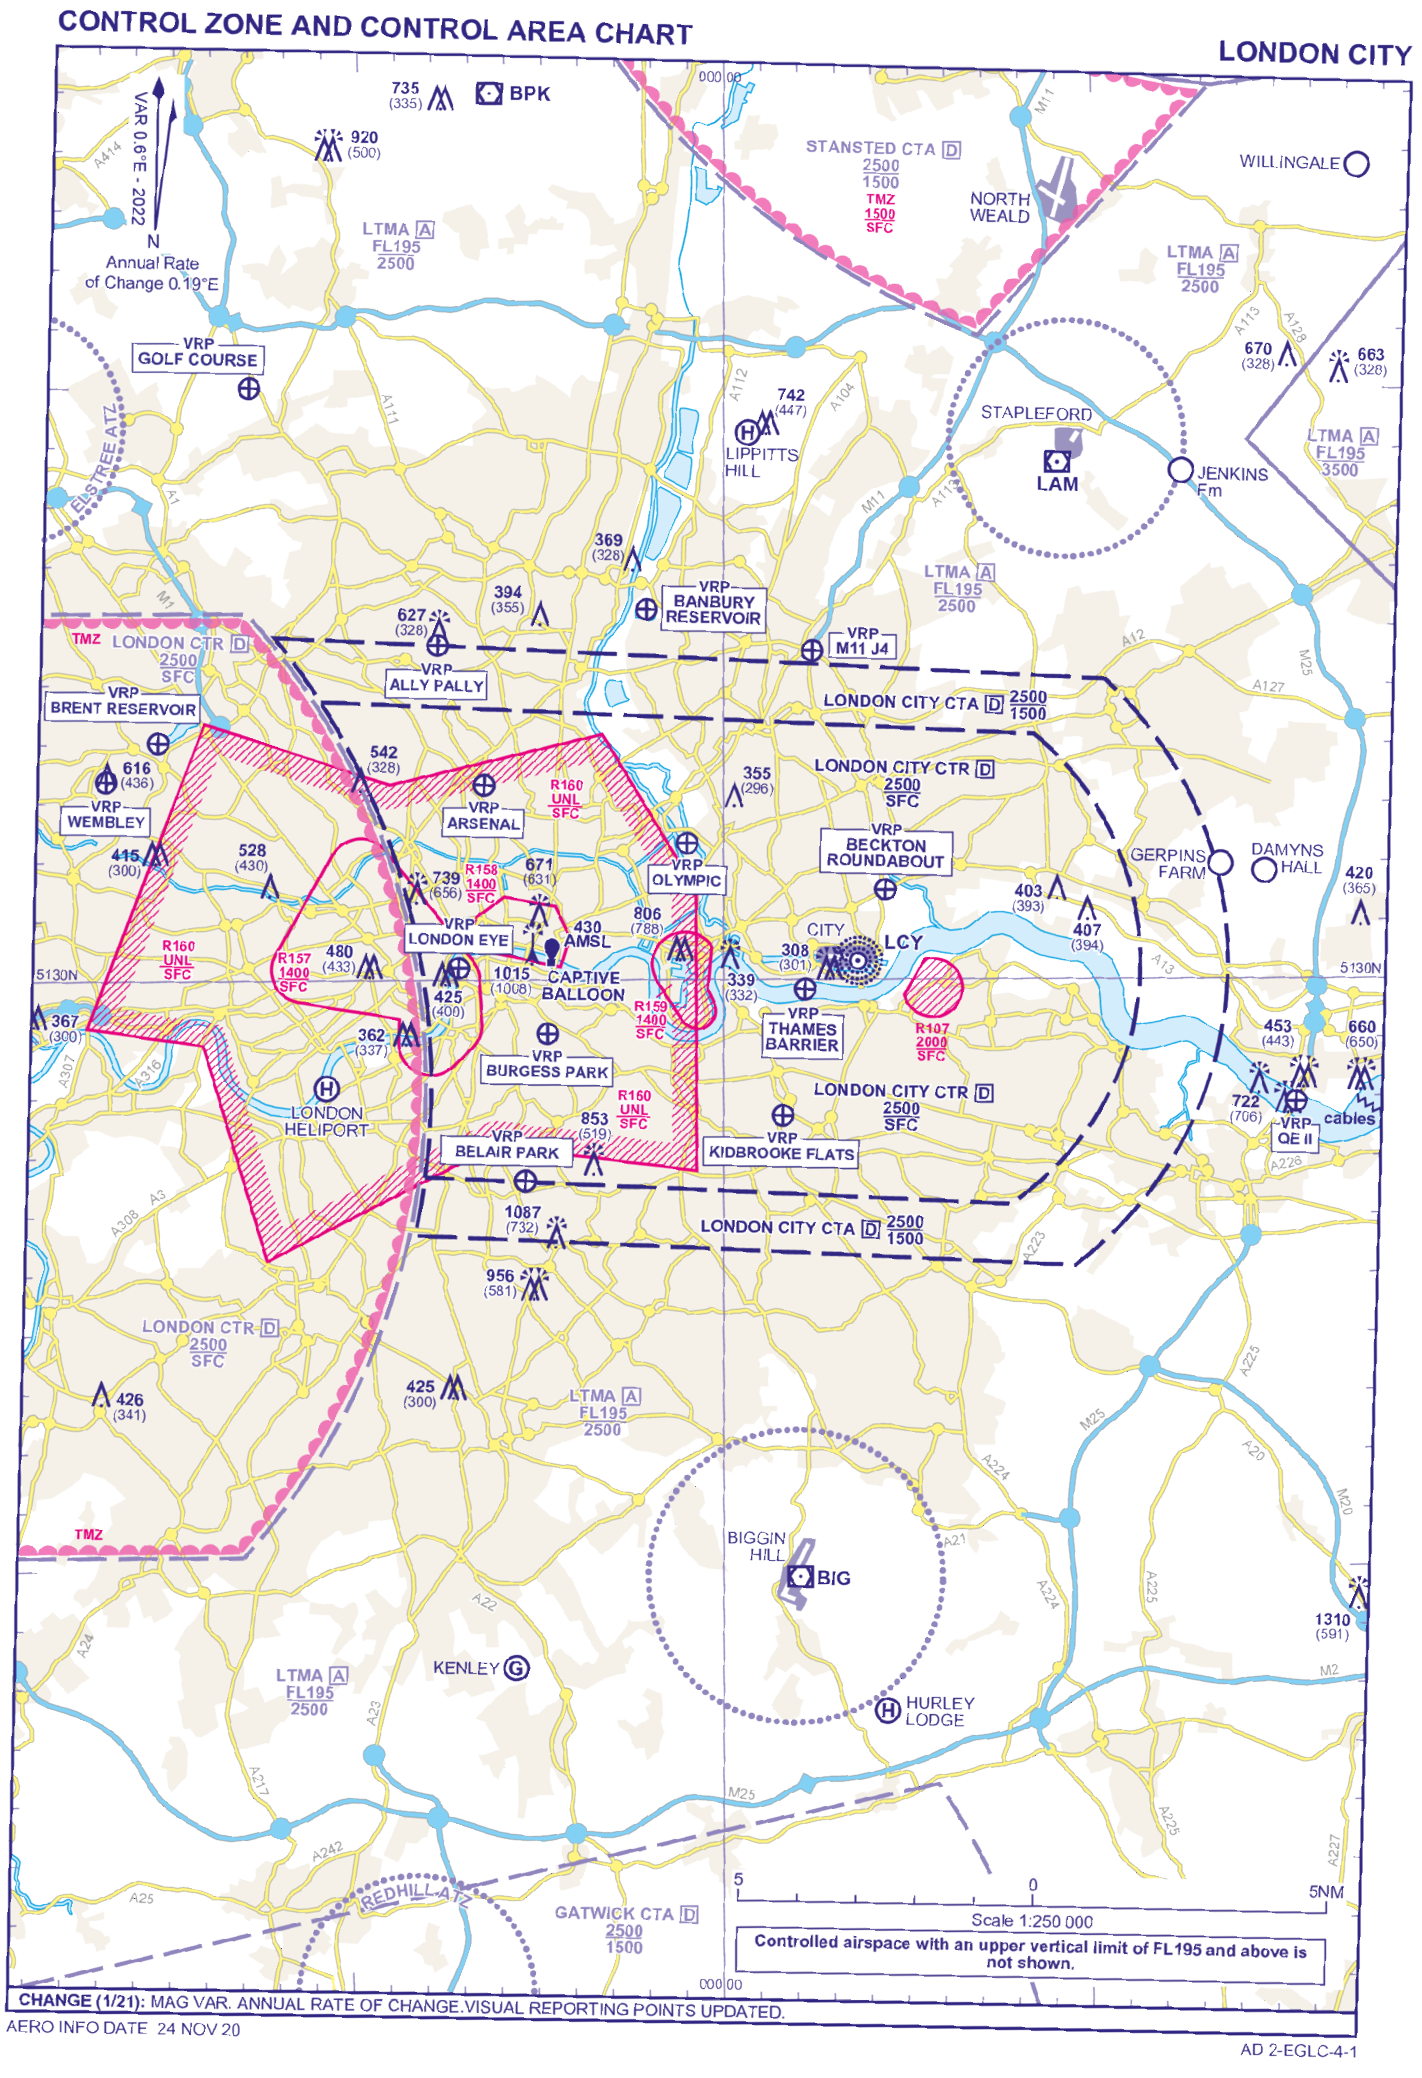 CONTROL ZONE AND CONTROL AREA CHART
LONDON CITY
000 00
735
(335)
BPK
VAR 0.6°E - 2022
N
Annual Rate
of Change 0.19°E
A414
920
(500)
M11
STANSTED CTA D
2500
1500
TMZ
1500
SFC
NORTH
WEALD
WILLINGALE
LTMA A
FL195
2500
LTMA A
FL195
2500
VRP
GOLF COURSE
A113
A128
670
(328)
663
(328)
ELSTREE ATZ
A1
A111
A112
742
(447)
A104
LIPPITTS
HILL
STAPLEFORD
LAM
JENKINS
Fm
LTMA A
FL195
3500
M11
A113
369
(328)
394
(355)
627
(328)
VRP
BANBURY
RESERVOIR
LTMA A
FL195
2500
M1
TMZ
LONDON CTR D
2500
SFC
VRP
ALLY PALLY
VRP
M11 J4
A12
M25
A127
VRP
BRENT RESERVOIR
LONDON CITY CTA D 2500
1500
616
(436)
542
(328)
R160
UNL
SFC
355
(296)
LONDON CITY CTR D
2500
SFC
VRP
WEMBLEY
VRP
ARSENAL
VRP
BECKTON
ROUNDABOUT
415
(300)
528
(430)
739
(656)
R158
1400
SFC
671
(631)
VRP
OLYMPIC
GERPINS
FARM
DAMYNS
HALL
403
(393)
420
(365)
806
(788)
VRP
LONDON EYE
430
AMSL
CITY
LCY
407
(394)
R160
UNL
SFC
R157
1400
SFC
480
(433)
1015
(1008)
CAPTIVE
BALLOON
308
(301)
A13
5130N
5130N
425
(400)
339
(332)
R159
1400
SFC
367
(300)
362
(337)
VRP
THAMES
BARRIER
R107
2000
SFC
453
(443)
660
(650)
VRP
BURGESS PARK
A307
A316
LONDON
HELIPORT
R160
UNL
SFC
LONDON CITY CTR D
2500
SFC
722
(706)
cables
VRP
QE II
853
(519)
VRP
BELAIR PARK
VRP
KIDBROOKE FLATS
A226
A3
A308
1087
(732)
LONDON CITY CTA D 2500
1500
A223
956
(581)
LONDON CTR D
2500
SFC
A225
426
(341)
425
(300)
LTMA A
FL195
2500
M25
A20
A224
M20
TMZ
A21
BIGGIN
HILL
BIG
A22
A224
A225
1310
(591)
A24
KENLEY G
LTMA A
FL195
2500
M2
HURLEY
LODGE
A23
A217
M25
A225
A227
A242
A25
REDHILL ATZ
GATWICK CTA D
2500
1500
5
0
5NM
Scale 1:250 000
Controlled airspace with an upper vertical limit of FL195 and above is
not shown.
000 00
CHANGE (1/21): MAG VAR. ANNUAL RATE OF CHANGE.VISUAL REPORTING POINTS UPDATED.
AERO INFO DATE 24 NOV 20
AD 2-EGLC-4-1